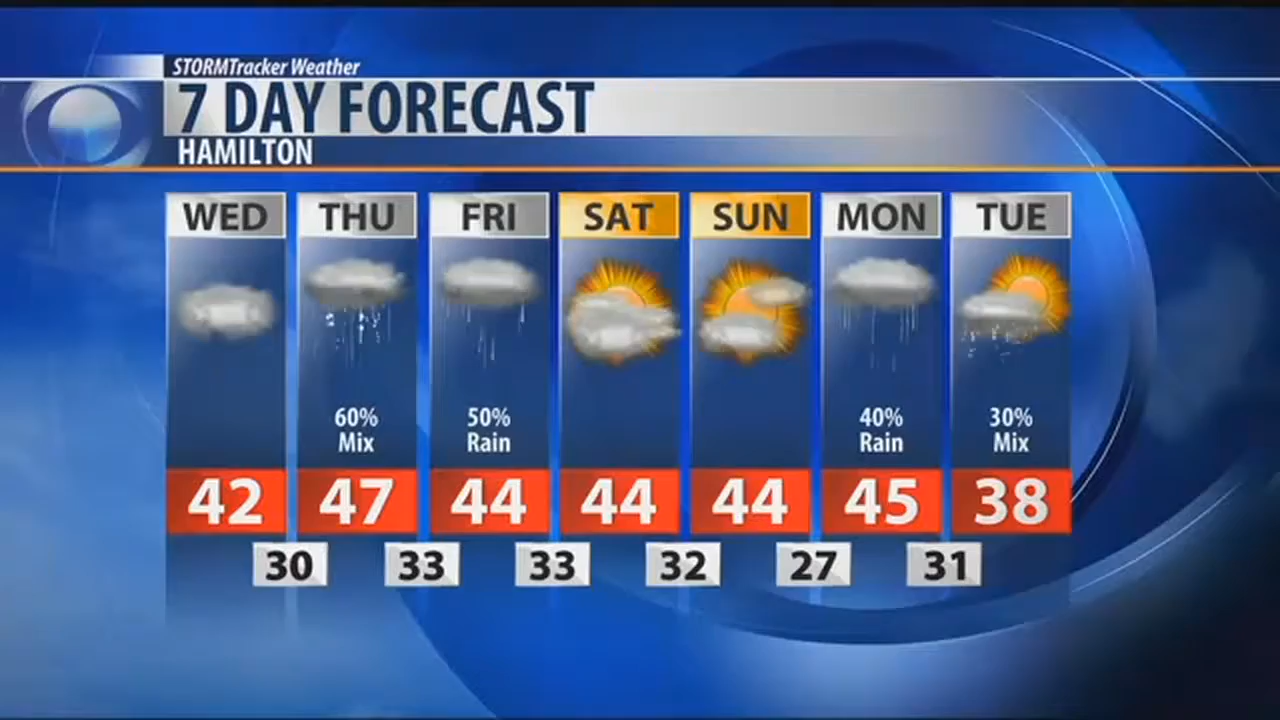 STORMTracker Weather
7 DAY FORECAST
HAMILTON
WED THU FRI SAT SUN MON TUE
60% 50% 40% 30%
Mix Rain Rain Mix
42 47 44 44 44 45 38
30 33 33 32 27 31